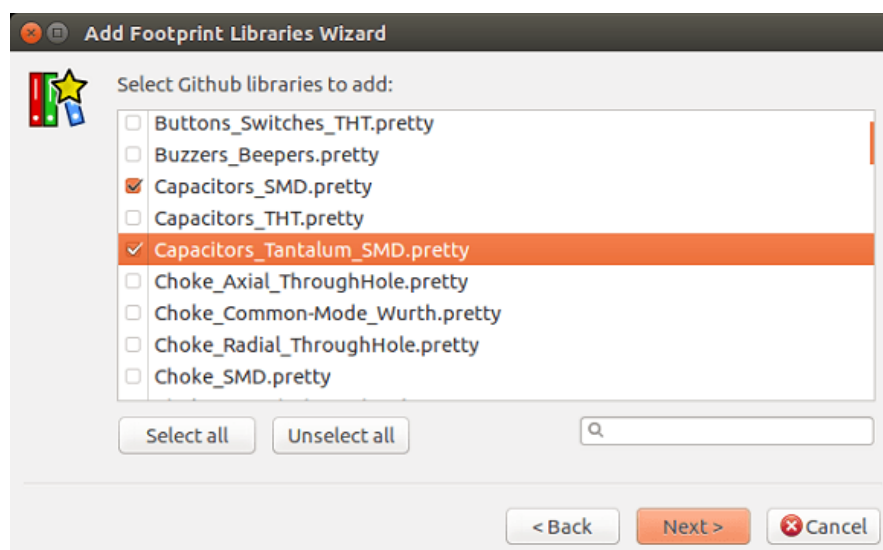 Add Footprint Libraries Wizard
Select Github libraries to add:
Buttons_Switches_THT.pretty
Buzzers_Beepers.pretty
Capacitors_SMD.pretty
Capacitors_THT.pretty
Capacitors_Tantalum_SMD.pretty
Choke_Axial_ThroughHole.pretty
Choke_Common-Mode_Wurth.pretty
Choke_Radial_ThroughHole.pretty
Choke_SMD.pretty
Select all Unselect all
< Back Next > Cancel